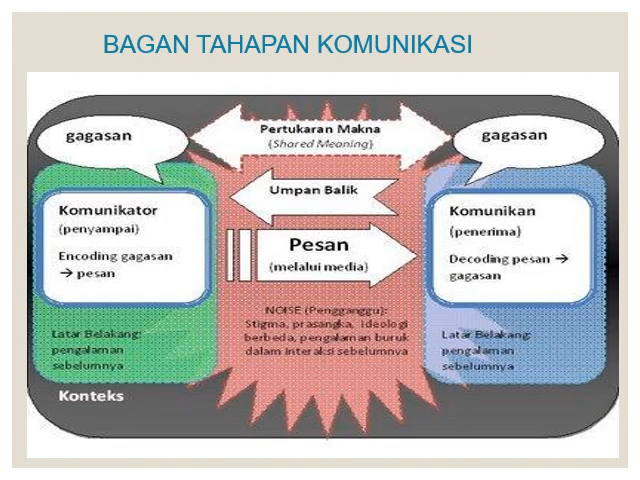 BAGAN TAHAPAN KOMUNIKASI
gagasan
Pertukaran Makna
(Shared Meaning)
gagasan
Umpan Balik
Komunikator
(penyampai)
Encoding gagasan
→ pesan
Pesan
(melalui media)
Komunikan
(penerima)
Decoding pesan →
gagasan
NOISE (Pengganggu):
Stigma, prasangka, ideologi
berbeda, pengalaman buruk
dalam interaksi sebelumnya
Latar Belakang:
pengalaman
sebelumnya
Latar Belakang:
pengalaman
sebelumnya
Konteks